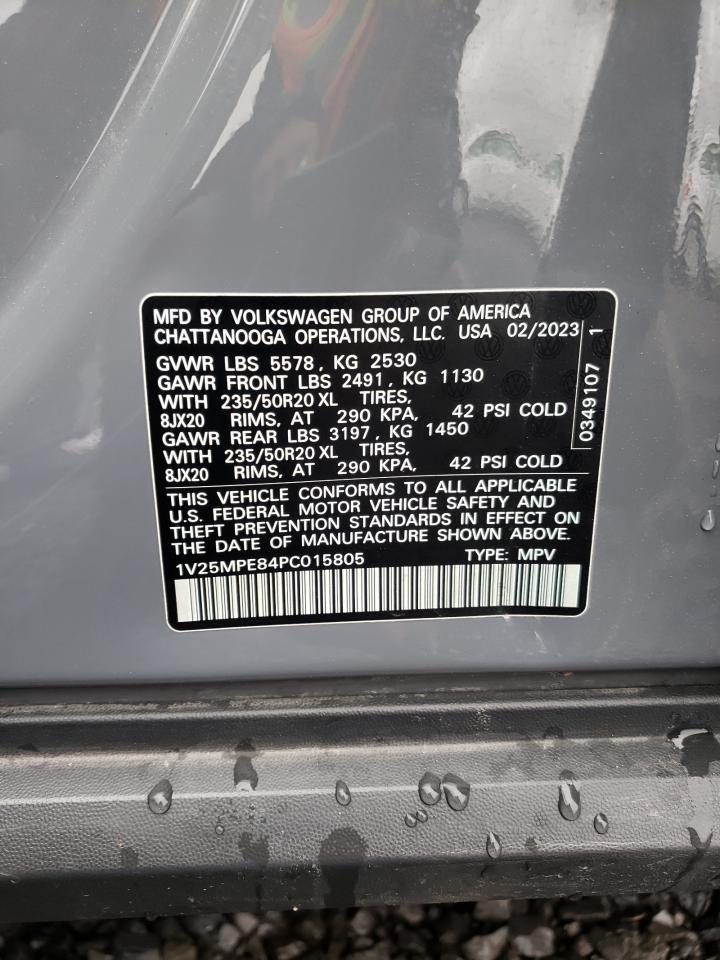 MFD BY VOLKSWAGEN GROUP OF AMERICA
CHATTANOOGA OPERATIONS, LLC. USA 02/2023
GVWR LBS 5578, KG 2530
GAWR FRONT LBS 2491, KG 1130
WITH 235/50R20 XL TIRES,
8JX20 RIMS, AT 290 KPA, 42 PSI COLD
GAWR REAR LBS 3197, KG 1450
WITH 235/50R20 XL TIRES,
8JX20 RIMS, AT 290 KPA, 42 PSI COLD
THIS VEHICLE CONFORMS TO ALL APPLICABLE
U.S. FEDERAL MOTOR VEHICLE SAFETY AND
THEFT PREVENTION STANDARDS IN EFFECT ON
THE DATE OF MANUFACTURE SHOWN ABOVE.
1V25MPE84PC015805 TYPE: MPV
0349107 1